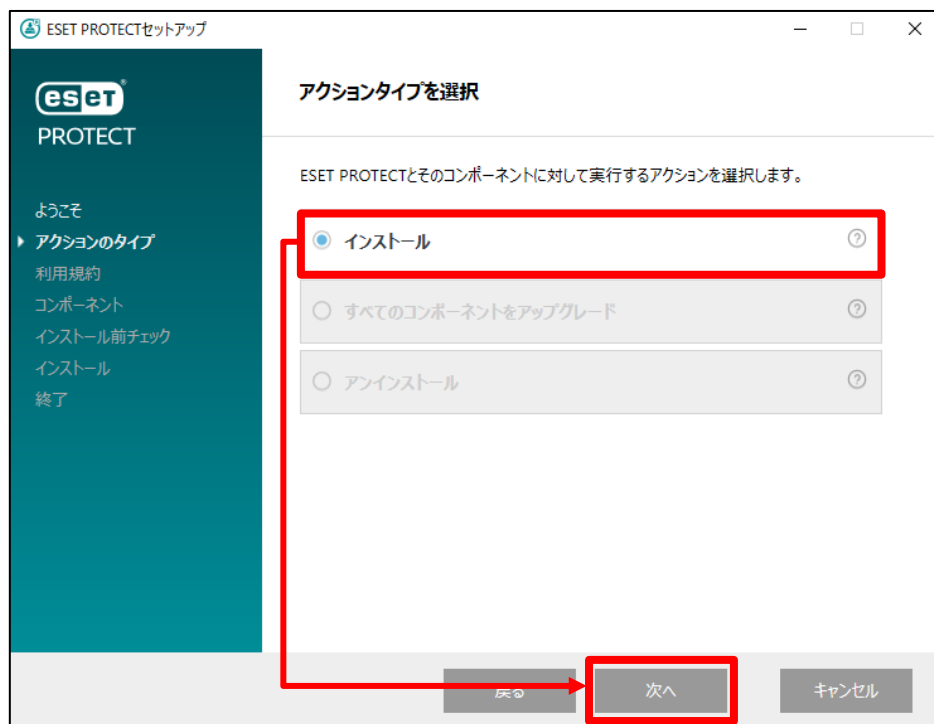 ESET PROTECTセットアップ
eset
PROTECT
ようこそ
アクションのタイプ
利用規約
コンポーネント
インストール前チェック
インストール
終了
アクションタイプを選択
ESET PROTECTとそのコンポーネントに対して実行するアクションを選択します。
インストール
すべてのコンポーネントをアップグレード
アンインストール
戻る
次へ
キャンセル